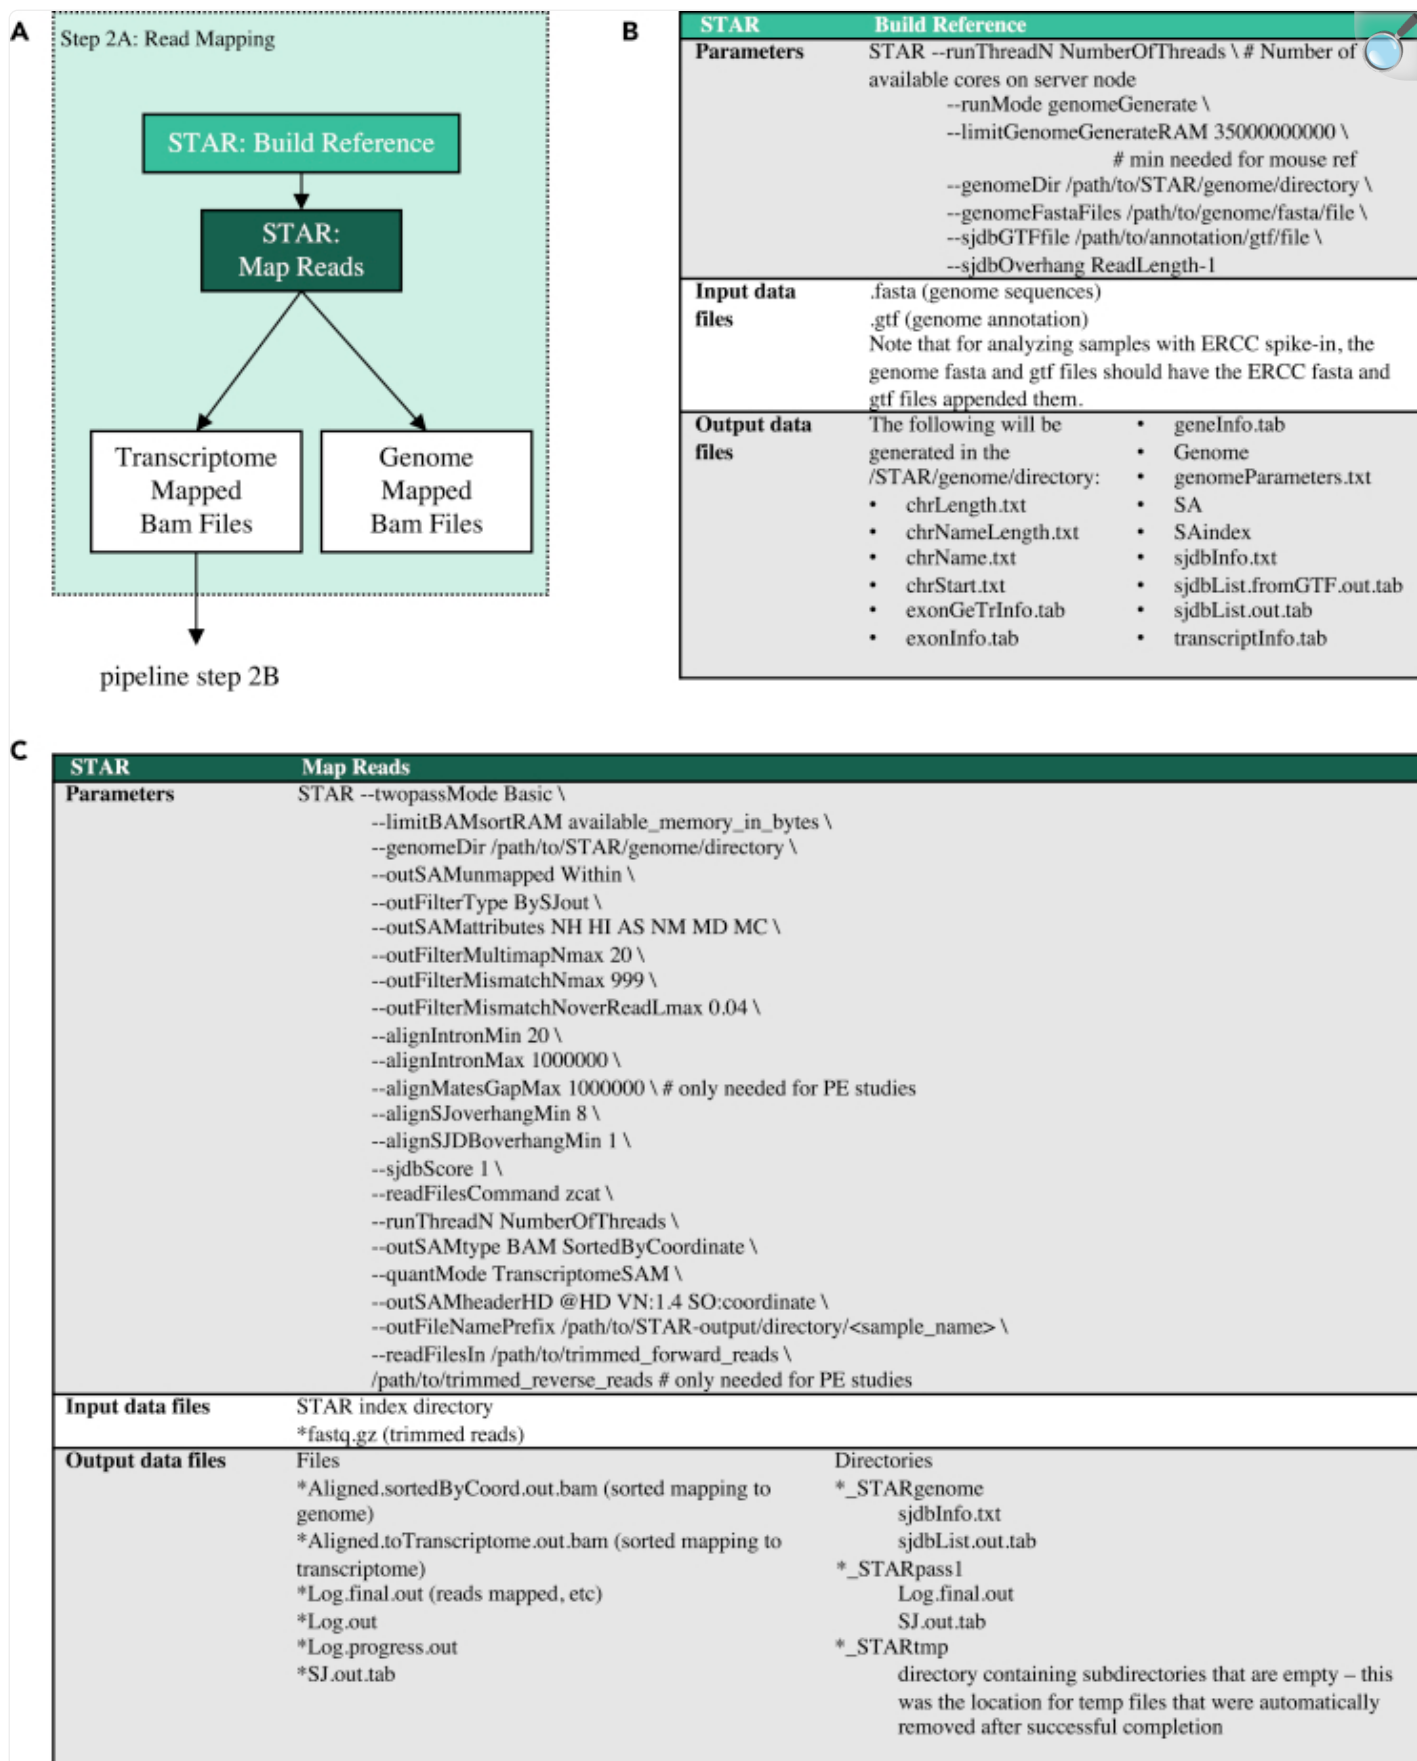 A
Step 2A: Read Mapping
STAR: Build Reference
STAR:
Map Reads
Transcriptome
Mapped
Bam Files
Genome
Mapped
Bam Files
pipeline step 2B
B
STAR Build Reference
Parameters STAR --runThreadN NumberOfThreads \ # Number of
available cores on server node
--runMode genomeGenerate \
--limitGenomeGenerateRAM 35000000000 \
# min needed for mouse ref
--genomeDir /path/to/STAR/genome/directory \
--genomeFastaFiles /path/to/genome/fasta/file \
--sjdbGTFfile /path/to/annotation/gtf/file \
--sjdbOverhang ReadLength-1
Input data .fasta (genome sequences)
files .gtf (genome annotation)
Note that for analyzing samples with ERCC spike-in, the
genome fasta and gtf files should have the ERCC fasta and
gtf files appended them.
Output data files
The following will be
generated in the
/STAR/genome/directory:
• chrLength.txt
• chrNameLength.txt
• chrName.txt
• chrStart.txt
• exonGeTrInfo.tab
• exonInfo.tab
• geneInfo.tab
• Genome
• genomeParameters.txt
• SA
• SAindex
• sjdbInfo.txt
• sjdbList.fromGTF.out.tab
• sjdbList.out.tab
• transcriptInfo.tab
C
STAR Map Reads
Parameters STAR --twopassMode Basic \
--limitBAMsortRAM available_memory_in_bytes \
--genomeDir /path/to/STAR/genome/directory \
--outSAMunmapped Within \
--outFilterType BySJout \
--outSAMattributes NH HI AS NM MD MC \
--outFilterMultimapNmax 20 \
--outFilterMismatchNmax 999 \
--outFilterMismatchNoverReadLmax 0.04 \
--alignIntronMin 20 \
--alignIntronMax 1000000 \
--alignMatesGapMax 1000000 \ # only needed for PE studies
--alignSJoverhangMin 8 \
--alignSJDBoverhangMin 1 \
--sjdbScore 1 \
--readFilesCommand zcat \
--runThreadN NumberOfThreads \
--outSAMtype BAM SortedByCoordinate \
--quantMode TranscriptomeSAM \
--outSAMheaderHD @HD VN:1.4 SO:coordinate \
--outFileNamePrefix /path/to/STAR-output/directory/<sample_name> \
--readFilesIn /path/to/trimmed_forward_reads \
/path/to/trimmed_reverse_reads # only needed for PE studies
Input data files STAR index directory
*fastq.gz (trimmed reads)
Output data files Files
*Aligned.sortedByCoord.out.bam (sorted mapping to
genome)
*Aligned.toTranscriptome.out.bam (sorted mapping to
transcriptome)
*Log.final.out (reads mapped, etc)
*Log.out
*Log.progress.out
*SJ.out.tab
Directories
*_STARgenome
sjdbInfo.txt
sjdbList.out.tab
*_STARpass1
Log.final.out
SJ.out.tab
*_STARtmp
directory containing subdirectories that are empty – this
was the location for temp files that were automatically
removed after successful completion